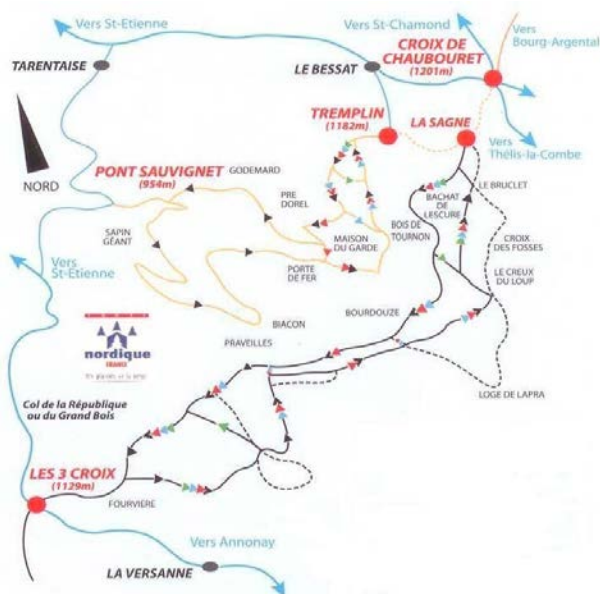 Vers St-Etienne
Vers St-Chamond
CROIX DE
CHAUBOURET
(1201m)
Vers
Bourg-Argental
TARENTAISE
LE BESSAT
TREMPLIN
(1182m)
LA SAGNE
Vers
Thélis-la-Combe
NORD
PONT SAUVIGNET
(954m)
GODEMARD
PRE
DOREL
LE BRUCLET
BACHAT
DE
LESCURE
SAPIN
GÉANT
MAISON
DU GARDE
BOIS DE
TOURNON
CROIX
DES FOSSES
Vers
St-Etienne
PORTE
DE FER
LE CREUX
DU LOUP
BIACON
BOURDOUZE
PRAVEILLES
nordique
FRANCE
LOGE DE LAPRA
Col de la République
ou du Grand Bois
LES 3 CROIX
(1129m)
FOURVIÈRE
Vers Annonay
LA VERSANNE